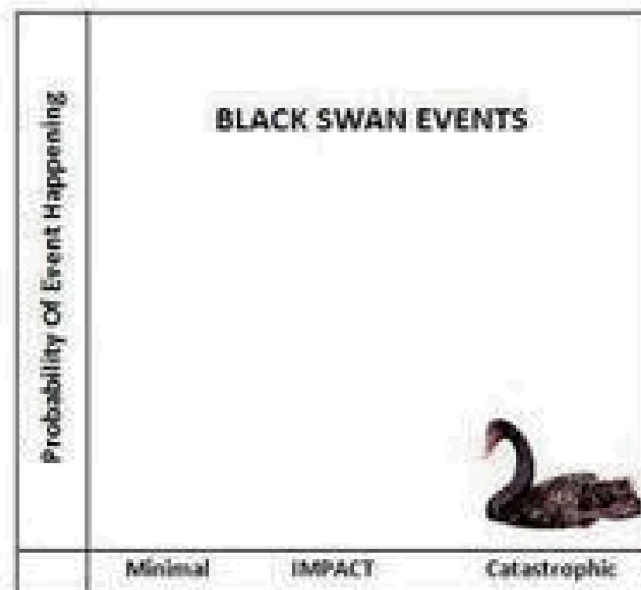 BLACK SWAN EVENTS
Probability Of Event Happening
Minimal IMPACT Catastrophic